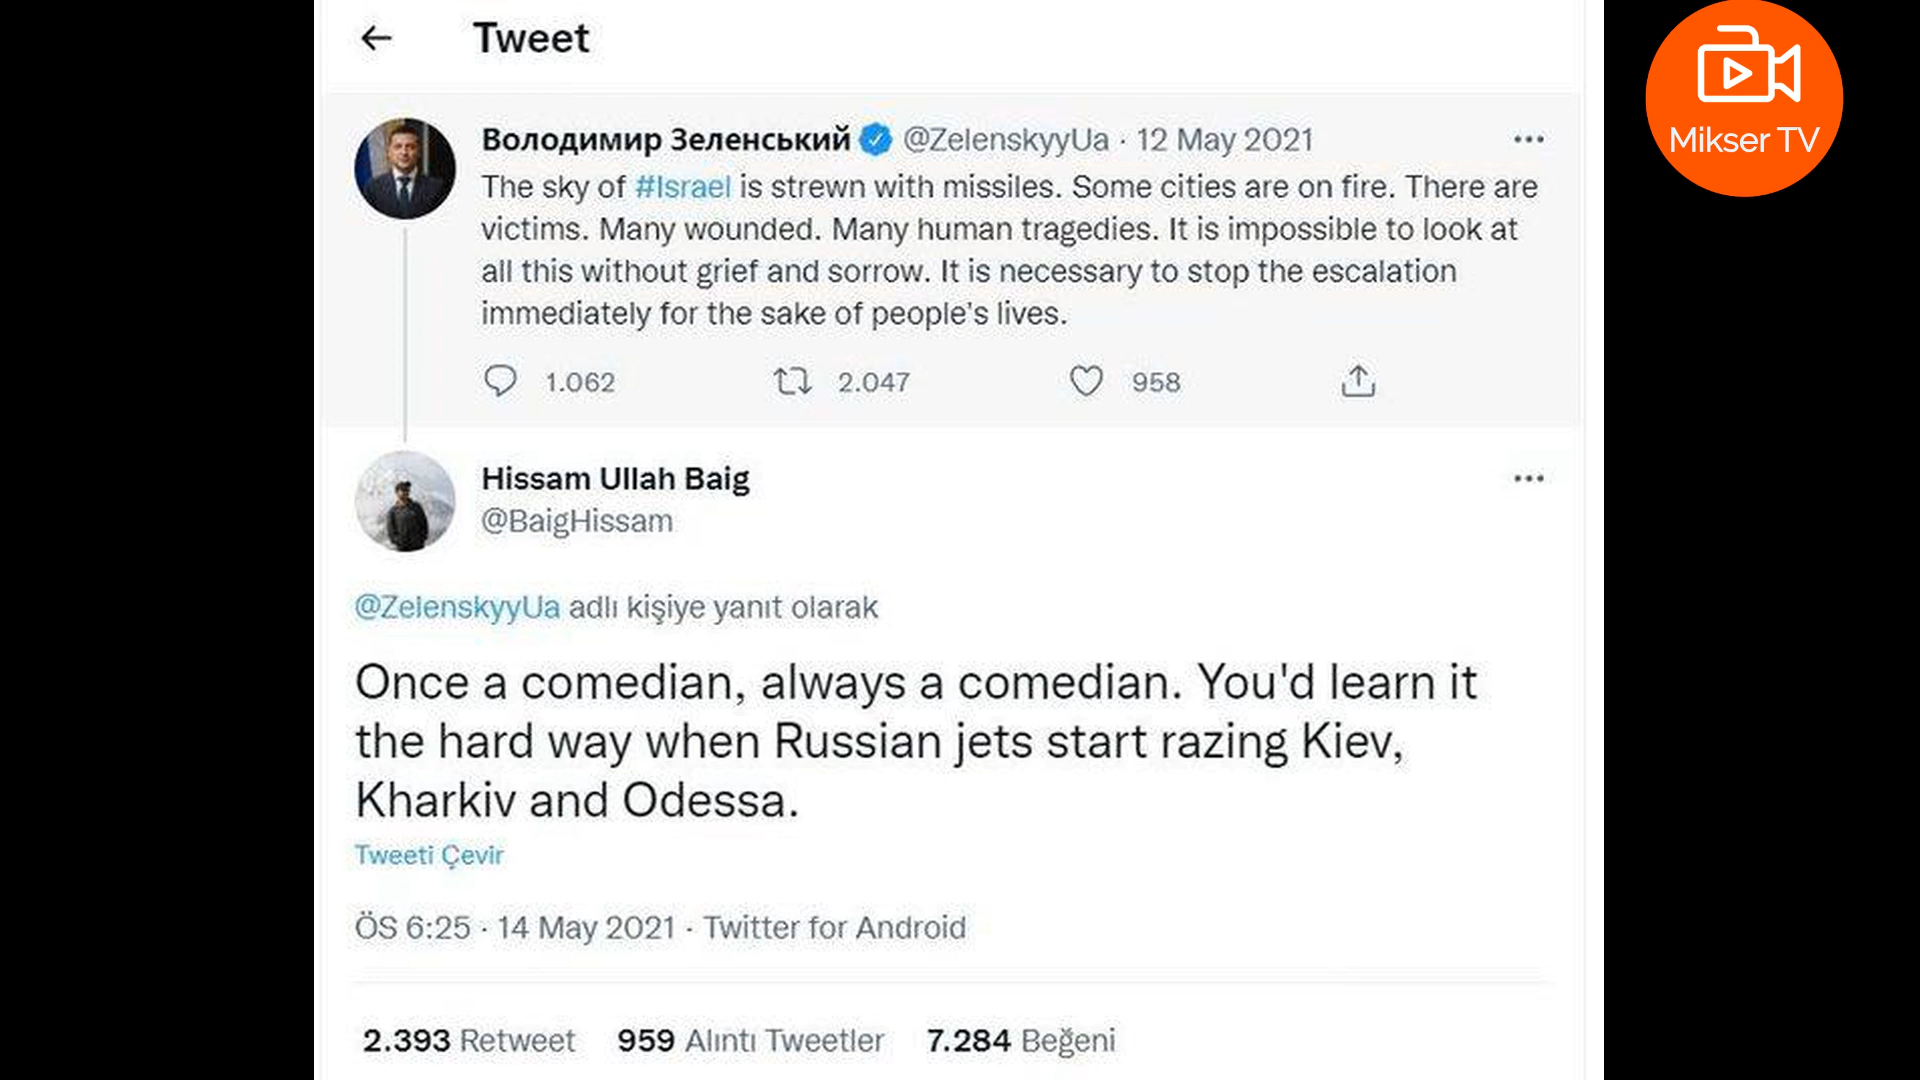 Tweet
Mikser TV
Володимир Зеленський @ZelenskyyUa · 12 May 2021
The sky of #Israel is strewn with missiles. Some cities are on fire. There are
victims. Many wounded. Many human tragedies. It is impossible to look at
all this without grief and sorrow. It is necessary to stop the escalation
immediately for the sake of people's lives.
1.062 2.047 958
Hissam Ullah Baig
@BaigHissam
@ZelenskyyUa adlı kişiye yanıt olarak
Once a comedian, always a comedian. You'd learn it
the hard way when Russian jets start razing Kiev,
Kharkiv and Odessa.
Tweeti Çevir
ÖS 6:25 · 14 May 2021 · Twitter for Android
2.393 Retweet 959 Alıntı Tweetler 7.284 Beğeni